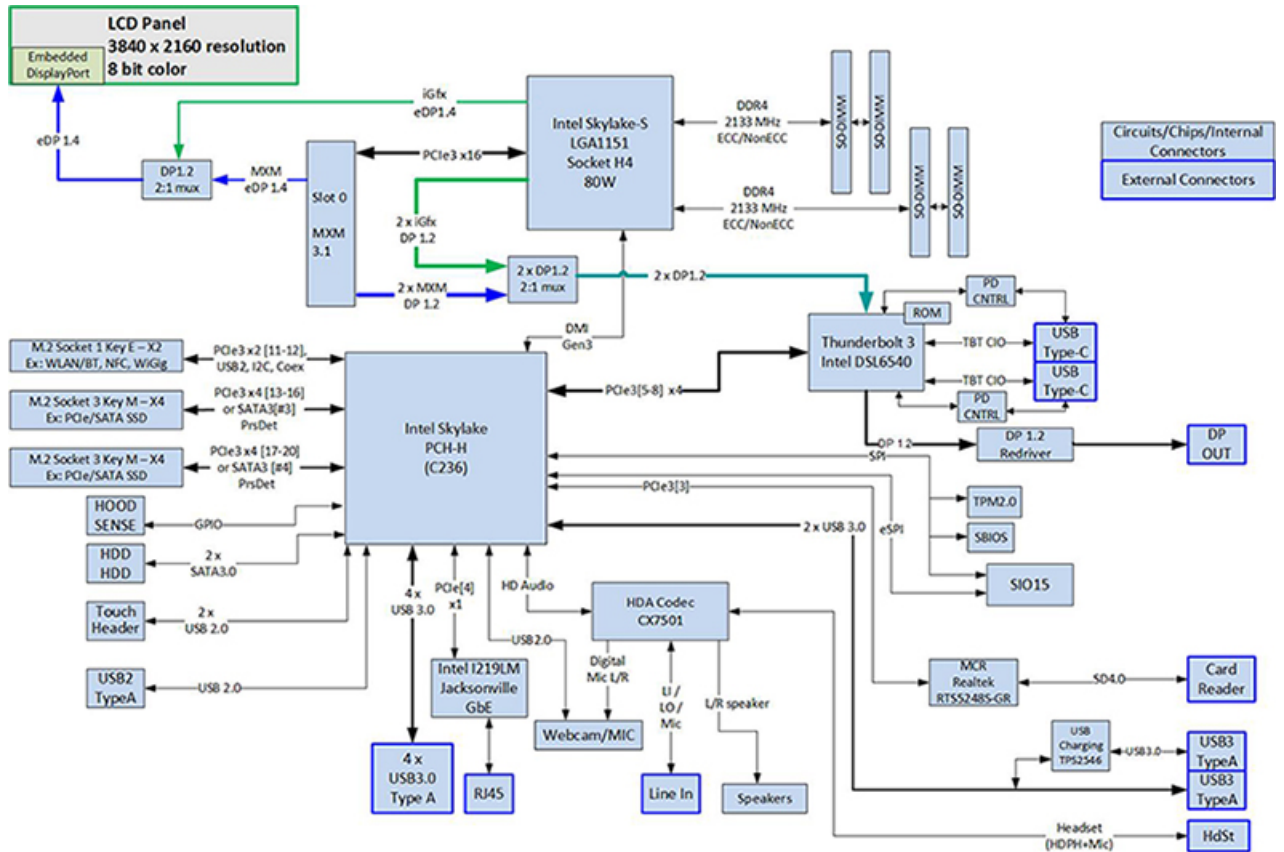 LCD Panel
3840 x 2160 resolution
8 bit color
Embedded
DisplayPort
eDP 1.4
iGfx
eDP1.4
DP1.2
2:1 mux
MXM
eDP 1.4
Slot 0
MXM
3.1
PCIe3 x16
Intel Skylake-S
LGA1151
Socket H4
80W
DDR4
2133 MHz
ECC/NonECC
SO-DIMM
SO-DIMM
DDR4
2133 MHz
ECC/NonECC
SO-DIMM
SO-DIMM
Circuits/Chips/Internal
Connectors
External Connectors
2 x iGfx
DP 1.2
2 x MXM
DP 1.2
2 x DP1.2
2:1 mux
2 x DP1.2
DMI
Gen3
PD
CNTRL
ROM
Thunderbolt 3
Intel DSL6540
TBT CIO
USB
Type-C
TBT CIO
USB
Type-C
PD
CNTRL
M.2 Socket 1 Key E – X2
Ex: WLAN/BT, NFC, WiGig
PCIe3 x2 [11-12],
USB2, I2C, Coex
M.2 Socket 3 Key M – X4
Ex: PCIe/SATA SSD
PCIe3 x4 [13-16]
or SATA3[#3]
PrsDet
M.2 Socket 3 Key M – X4
Ex: PCIe/SATA SSD
PCIe3 x4 [17-20]
or SATA3 [#4]
PrsDet
Intel Skylake
PCH-H
(C236)
PCIe3[5-8] x4
DP 1.2
DP 1.2
Redriver
DP
OUT
SPI
PCIe3[3]
eSPI
TPM2.0
SBIOS
SIO15
2 x USB 3.0
HOOD
SENSE
GPIO
HDD
HDD
2 x
SATA3.0
Touch
Header
2 x
USB 2.0
USB2
TypeA
USB 2.0
4 x
USB 3.0
PCIe[4]
x1
HD Audio
USB2.0
HDA Codec
CX7501
Intel I219LM
Jacksonville
GbE
Digital
Mic L/R
LI /
LO /
Mic
L/R speaker
Webcam/MIC
4 x
USB3.0
Type A
RJ45
Line In
Speakers
MCR
Realtek
RTS5248S-GR
SD4.0
Card
Reader
USB
Charging
TPS2546
USB3.0
USB3
TypeA
USB3
TypeA
Headset
(HDPH+Mic)
HdSt